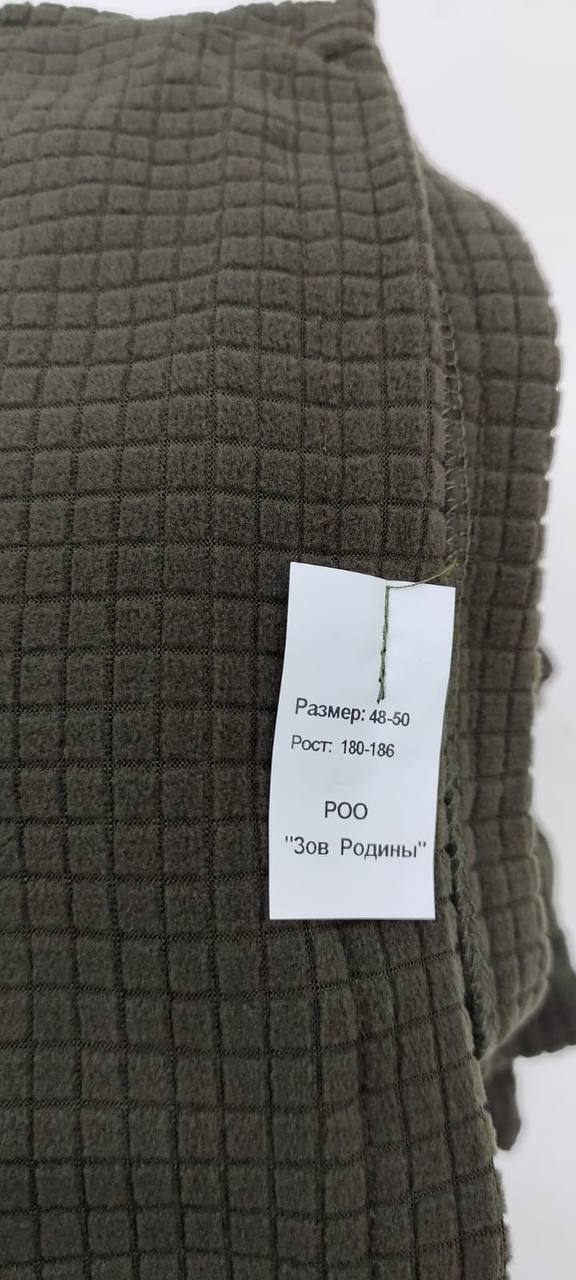 Размер: 48-50
Рост: 180-186
РОО
"Зов Родины"